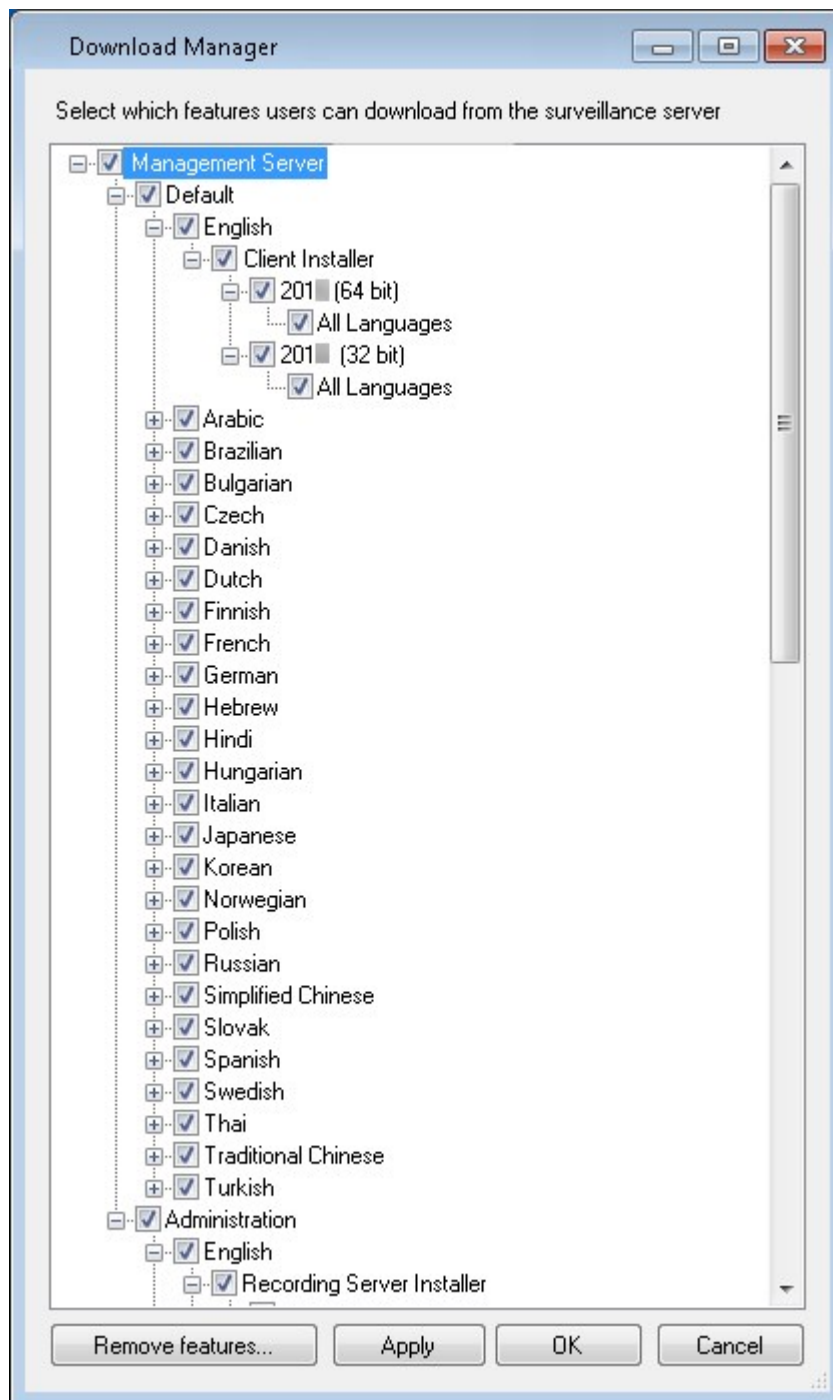 Download Manager
Select which features users can download from the surveillance server
Management Server
Default
English
Client Installer
201 (64 bit)
All Languages
201 (32 bit)
All Languages
Arabic
Brazilian
Bulgarian
Czech
Danish
Dutch
Finnish
French
German
Hebrew
Hindi
Hungarian
Italian
Japanese
Korean
Norwegian
Polish
Russian
Simplified Chinese
Slovak
Spanish
Swedish
Thai
Traditional Chinese
Turkish
Administration
English
Recording Server Installer
Remove features... Apply OK Cancel